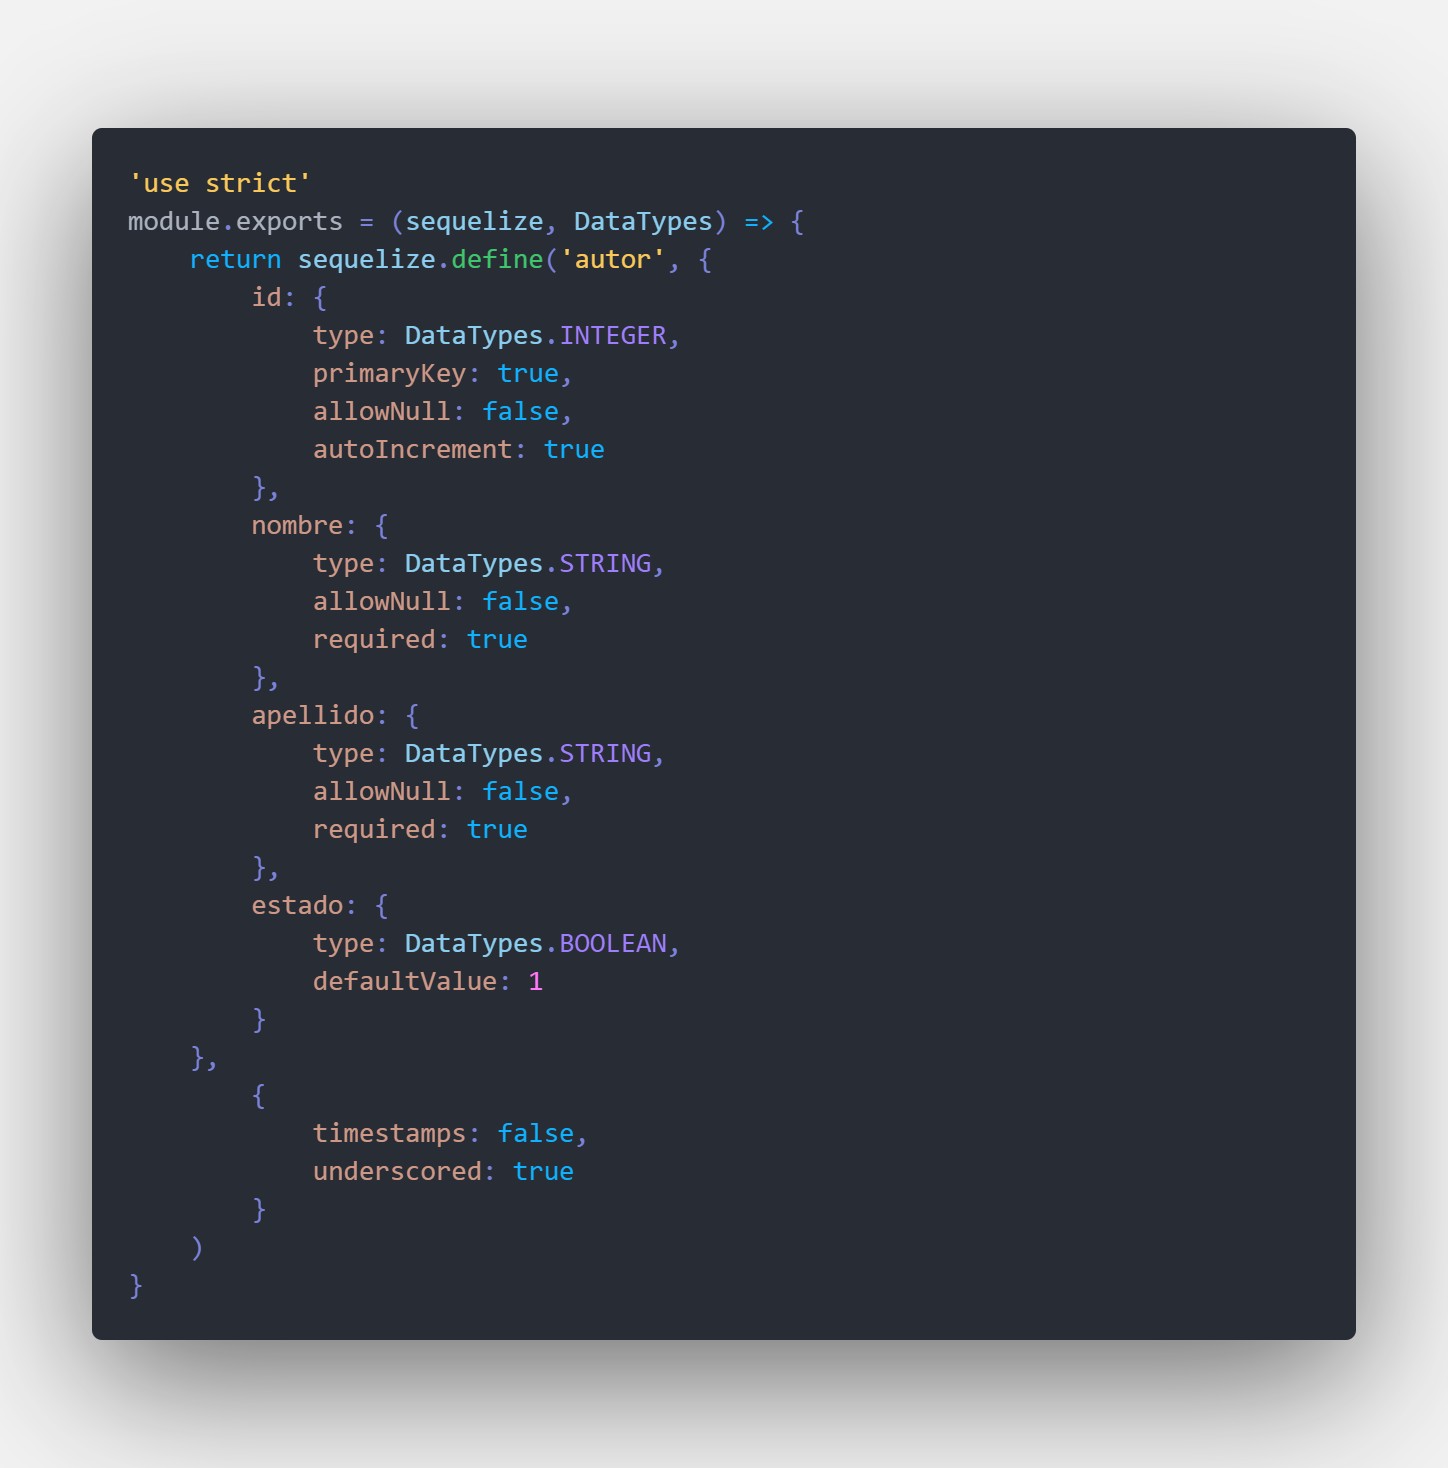 'use strict'
module.exports = (sequelize, DataTypes) => {
    return sequelize.define('autor', {
        id: {
            type: DataTypes.INTEGER,
            primaryKey: true,
            allowNull: false,
            autoIncrement: true
        },
        nombre: {
            type: DataTypes.STRING,
            allowNull: false,
            required: true
        },
        apellido: {
            type: DataTypes.STRING,
            allowNull: false,
            required: true
        },
        estado: {
            type: DataTypes.BOOLEAN,
            defaultValue: 1
        }
    },
        {
            timestamps: false,
            underscored: true
        }
    )
}